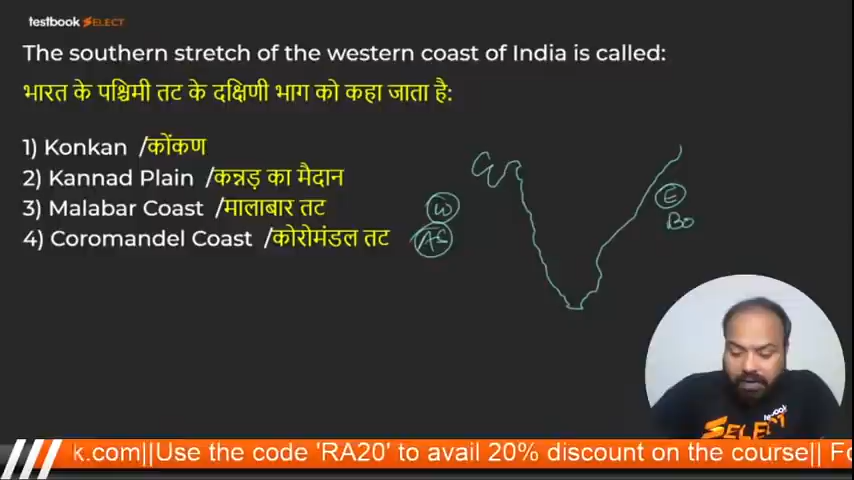 testbook SELECT
The southern stretch of the western coast of India is called:
भारत के पश्चिमी तट के दक्षिणी भाग को कहा जाता है:
1) Konkan /कोंकण
2) Kannad Plain /कन्नड़ का मैदान
3) Malabar Coast /मालाबार तट
4) Coromandel Coast /कोरोमंडल तट
W
AS
E
Bo
testbook
SELECT
k.com||Use the code 'RA20' to avail 20% discount on the course|| Fo